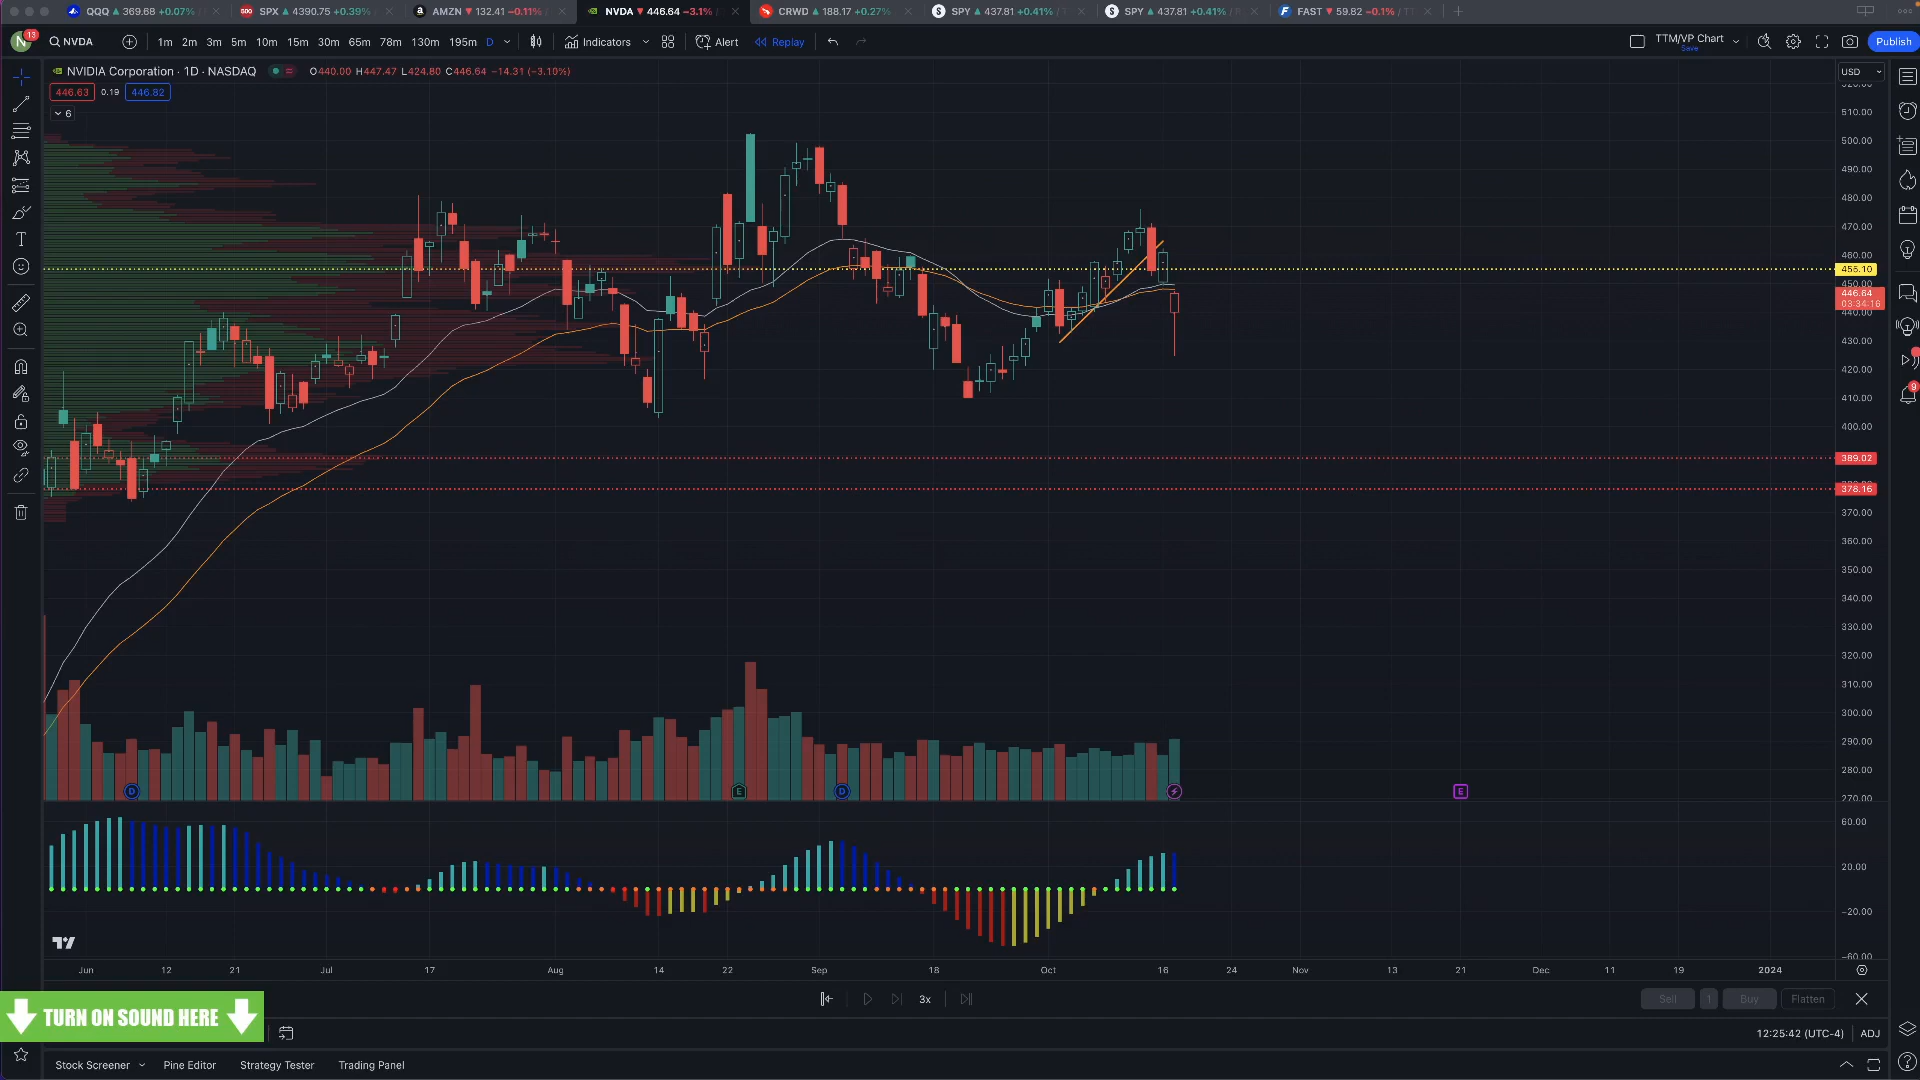 QQQ 369.68 +0.07%
SPX 4390.75 +0.39%
AMZN 132.41 −0.11%
NVDA 446.64 −3.1%
CRWD 188.17 +0.27%
SPY 437.81 +0.41%
SPY 437.81 +0.41%
FAST 59.82 −0.1%
N 13 NVDA 1m 2m 3m 5m 10m 15m 30m 65m 78m 130m 195m D Indicators Alert Replay TTM/VP Chart Save Publish
NVIDIA Corporation · 1D · NASDAQ O440.00 H447.47 L424.80 C446.64 −14.31 (−3.10%)
USD
446.63 0.19 446.82
6
510.00
500.00
490.00
480.00
470.00
460.00
455.10
450.00
446.64
03:34:16
440.00
430.00
420.00
410.00
400.00
389.02
378.16
370.00
360.00
350.00
340.00
330.00
320.00
310.00
300.00
290.00
280.00
270.00
D E D E
60.00
20.00
−20.00
−60.00
9
Jun 12 21 Jul 17 Aug 14 22 Sep 18 Oct 16 24 Nov 13 21 Dec 11 19 2024
3x Sell 1 Buy Flatten
TURN ON SOUND HERE
12:25:42 (UTC-4) ADJ
Stock Screener Pine Editor Strategy Tester Trading Panel